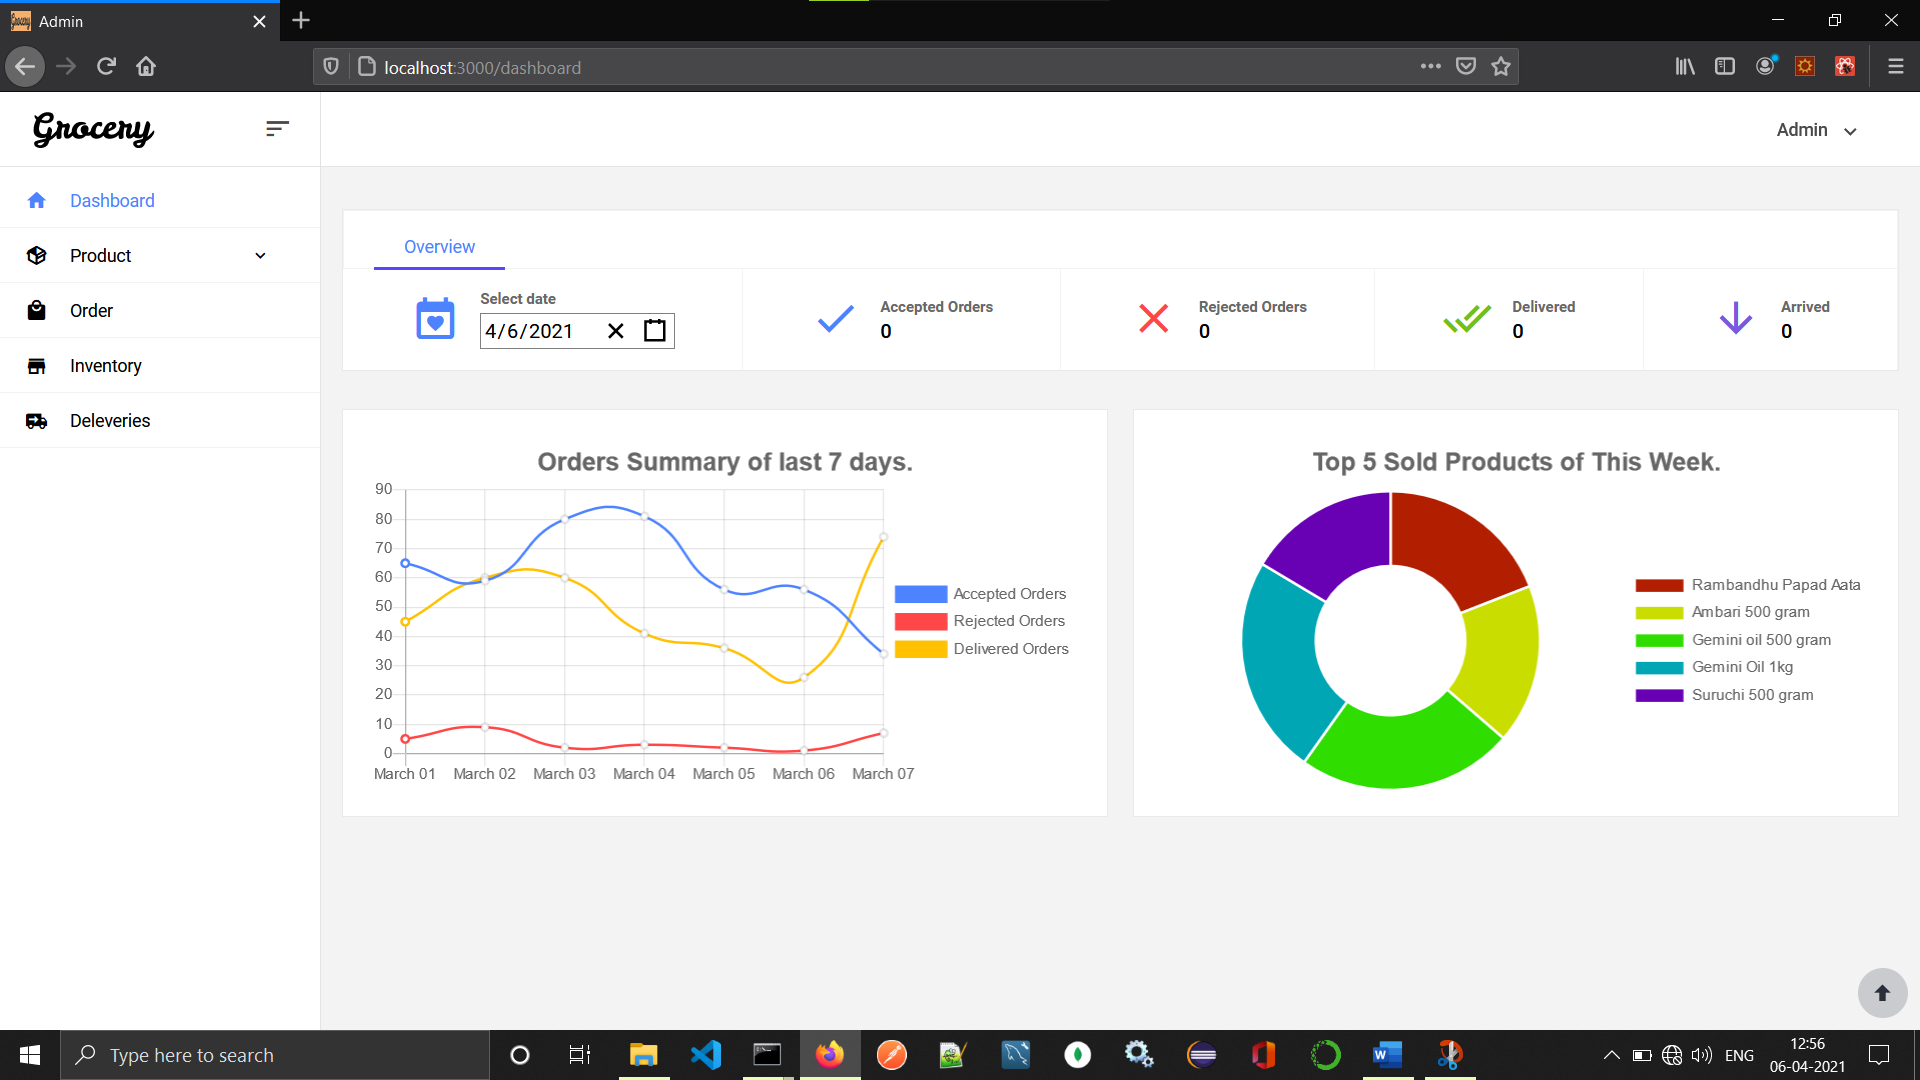 Admin
localhost:3000/dashboard
Grocery
Admin
Dashboard
Product
Order
Inventory
Deleveries
Overview
Select date
4/6/2021
Accepted Orders
0
Rejected Orders
0
Delivered
0
Arrived
0
Orders Summary of last 7 days.
90
80
70
60
50
40
30
20
10
0
March 01 March 02 March 03 March 04 March 05 March 06 March 07
Accepted Orders
Rejected Orders
Delivered Orders
Top 5 Sold Products of This Week.
Rambandhu Papad Aata
Ambari 500 gram
Gemini oil 500 gram
Gemini Oil 1kg
Suruchi 500 gram
Type here to search
ENG
12:56
06-04-2021